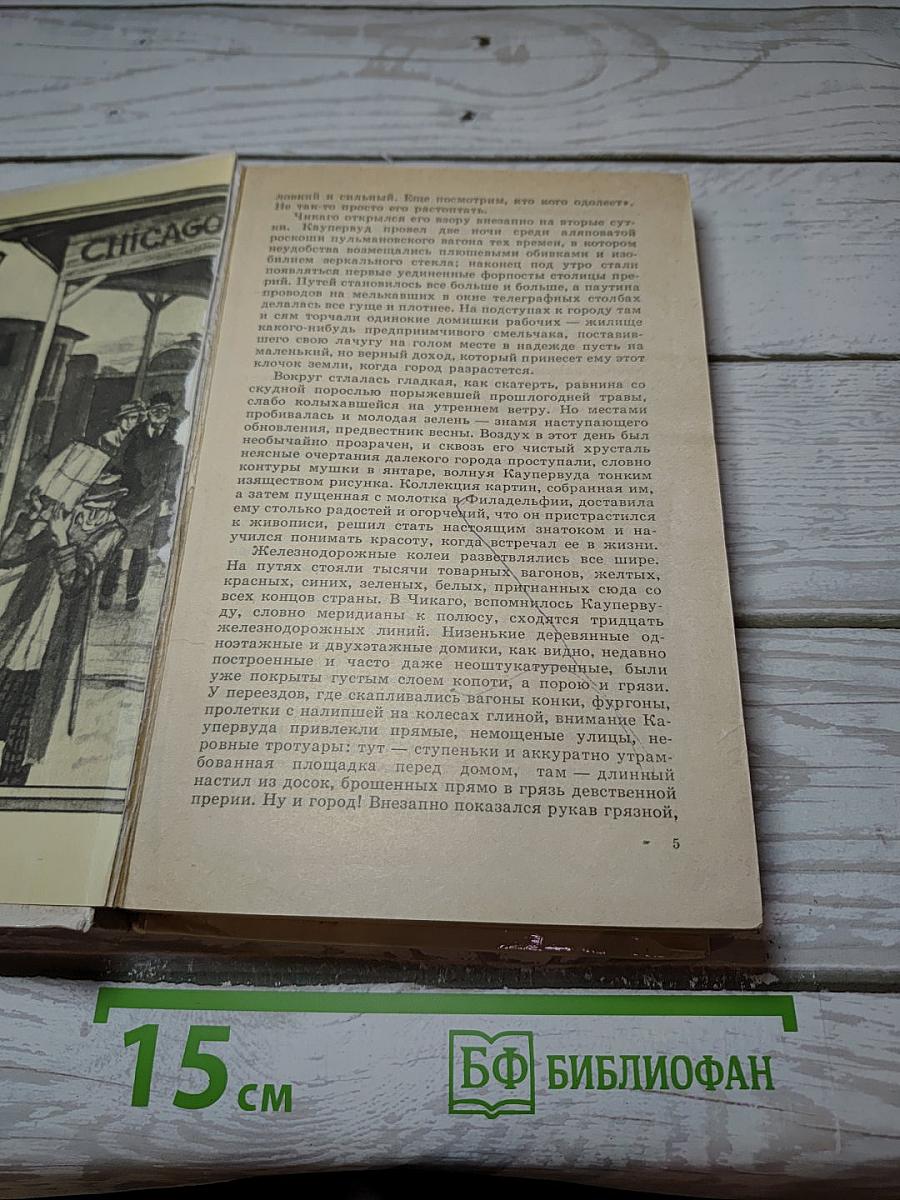 CHICAGO
ловкий и сильный. Еще посмотрим, кто кого одолеет».
Не так-то просто его растоптать.
Чикаго открылся его взору внезапно на вторые сут-
ки. Каупервуд провел две ночи среди аляповатой
роскоши пульмановского вагона тех времен, в котором
неудобства возмещались плюшевыми обивками и изо-
билием зеркального стекла; наконец под утро стали
появляться первые уединенные форпосты столицы пре-
рий. Путей становилось все больше и больше, а паутина
проводов на мелькавших в окне телеграфных столбах
делалась все гуще и плотнее. На подступах к городу там
и сям торчали одинокие домишки рабочих — жилище
какого-нибудь предприимчивого смельчака, поставив-
шего свою лачугу на голом месте в надежде пусть на
маленький, но верный доход, который принесет ему этот
клочок земли, когда город разрастется.
Вокруг стлалась гладкая, как скатерть, равнина со
скудной порослью порыжевшей прошлогодней травы,
слабо колыхавшейся на утреннем ветру. Но местами
пробивалась и молодая зелень — знамя наступающего
обновления, предвестник весны. Воздух в этот день был
необычайно прозрачен, и сквозь его чистый хрусталь
неясные очертания далекого города проступали, словно
контуры мушки в янтаре, волнуя Каупервуда тонким
изяществом рисунка. Коллекция картин, собранная им,
а затем пущенная с молотка в Филадельфии, доставила
ему столько радостей и огорчений, что он пристрастился
к живописи, решил стать настоящим знатоком и на-
учился понимать красоту, когда встречал ее в жизни.
Железнодорожные колеи разветвлялись все шире.
На путях стояли тысячи товарных вагонов, желтых,
красных, синих, зеленых, белых, пригнанных сюда со
всех концов страны. В Чикаго, вспомнилось Каупервуу-
ду, словно меридианы к полюсу, сходятся тридцать
железнодорожных линий. Низенькие деревянные од-
ноэтажные и двухэтажные домики, как видно, недавно
построенные и часто даже неоштукатуренные, были
уже покрыты густым слоем копоти, а порою и грязи.
У переездов, где скапливались вагоны конки, фургоны,
пролетки с налипшей на колесах глиной, внимание Ка-
упервуда привлекли прямые, немощеные улицы, не-
ровные тротуары: тут — ступеньки и аккуратно утрам-
бованная площадка перед домом, там — длинный
настил из досок, брошенных прямо в грязь девственной
прерии. Ну и город! Внезапно показался рукав грязной,
5
15 см
БФ БИБЛИОФАН